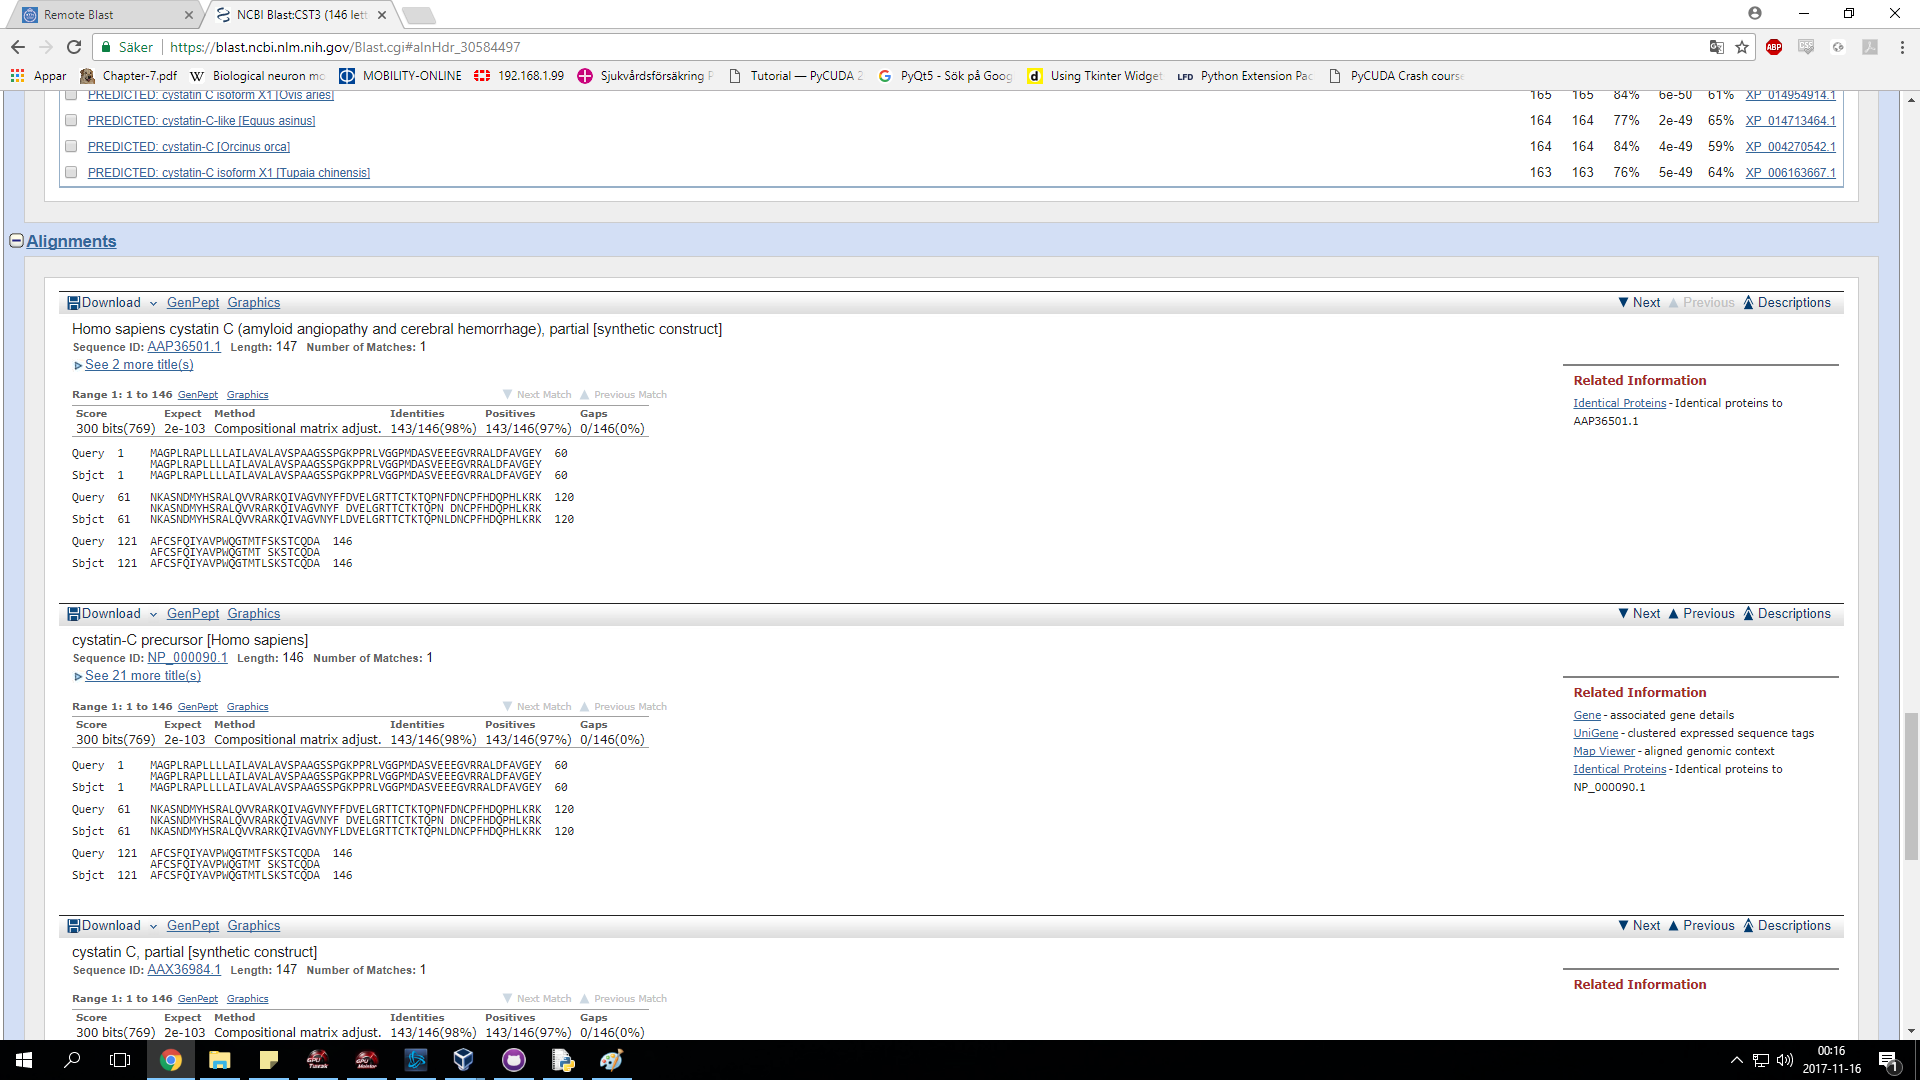 Remote Blast
NCBI Blast:CST3 (146 lett
Säker https://blast.ncbi.nlm.nih.gov/Blast.cgi#alnHdr_30584497
ABP
Appar Chapter-7.pdf Biological neuron mo MOBILITY-ONLINE 192.168.1.99 Sjukvårdsförsäkring P Tutorial — PyCUDA 2 PyQt5 - Sök på Goog Using Tkinter Widget LFD Python Extension Pac PyCUDA Crash course
PREDICTED: cystatin C isoform X1 [Ovis aries] 165 165 84% 6e-50 61% XP_014954914.1
PREDICTED: cystatin-C-like [Equus asinus] 164 164 77% 2e-49 65% XP_014713464.1
PREDICTED: cystatin-C [Orcinus orca] 164 164 84% 4e-49 59% XP_004270542.1
PREDICTED: cystatin-C isoform X1 [Tupaia chinensis] 163 163 76% 5e-49 64% XP_006163667.1
Alignments
Download GenPept Graphics Next Previous Descriptions
Homo sapiens cystatin C (amyloid angiopathy and cerebral hemorrhage), partial [synthetic construct]
Sequence ID: AAP36501.1 Length: 147 Number of Matches: 1
See 2 more title(s)
Range 1: 1 to 146 GenPept Graphics Next Match Previous Match
Score Expect Method Identities Positives Gaps
300 bits(769) 2e-103 Compositional matrix adjust. 143/146(98%) 143/146(97%) 0/146(0%)
Query 1 MAGPLRAPLLLLAILAVALAVSPAAGSSPGKPPRLVGGPMDASVEEEGVRRALDFAVGEY 60
MAGPLRAPLLLLAILAVALAVSPAAGSSPGKPPRLVGGPMDASVEEEGVRRALDFAVGEY
Sbjct 1 MAGPLRAPLLLLAILAVALAVSPAAGSSPGKPPRLVGGPMDASVEEEGVRRALDFAVGEY 60
Query 61 NKASNDMYHSRALQVVRARKQIVAGVNYFFDVELGRTTCTKTQPNFDNCPFHDQPHLKRK 120
NKASNDMYHSRALQVVRARKQIVAGVNYF DVELGRTTCTKTQPN DNCPFHDQPHLKRK
Sbjct 61 NKASNDMYHSRALQVVRARKQIVAGVNYFLDVELGRTTCTKTQPNLDNCPFHDQPHLKRK 120
Query 121 AFCSFQIYAVPWQGTMTFSKSTCQDA 146
AFCSFQIYAVPWQGTMT SKSTCQDA
Sbjct 121 AFCSFQIYAVPWQGTMTLSKSTCQDA 146
Related Information
Identical Proteins - Identical proteins to
AAP36501.1
Download GenPept Graphics Next Previous Descriptions
cystatin-C precursor [Homo sapiens]
Sequence ID: NP_000090.1 Length: 146 Number of Matches: 1
See 21 more title(s)
Range 1: 1 to 146 GenPept Graphics Next Match Previous Match
Score Expect Method Identities Positives Gaps
300 bits(769) 2e-103 Compositional matrix adjust. 143/146(98%) 143/146(97%) 0/146(0%)
Query 1 MAGPLRAPLLLLAILAVALAVSPAAGSSPGKPPRLVGGPMDASVEEEGVRRALDFAVGEY 60
MAGPLRAPLLLLAILAVALAVSPAAGSSPGKPPRLVGGPMDASVEEEGVRRALDFAVGEY
Sbjct 1 MAGPLRAPLLLLAILAVALAVSPAAGSSPGKPPRLVGGPMDASVEEEGVRRALDFAVGEY 60
Query 61 NKASNDMYHSRALQVVRARKQIVAGVNYFFDVELGRTTCTKTQPNFDNCPFHDQPHLKRK 120
NKASNDMYHSRALQVVRARKQIVAGVNYF DVELGRTTCTKTQPN DNCPFHDQPHLKRK
Sbjct 61 NKASNDMYHSRALQVVRARKQIVAGVNYFLDVELGRTTCTKTQPNLDNCPFHDQPHLKRK 120
Query 121 AFCSFQIYAVPWQGTMTFSKSTCQDA 146
AFCSFQIYAVPWQGTMT SKSTCQDA
Sbjct 121 AFCSFQIYAVPWQGTMTLSKSTCQDA 146
Related Information
Gene - associated gene details
UniGene - clustered expressed sequence tags
Map Viewer - aligned genomic context
Identical Proteins - Identical proteins to
NP_000090.1
Download GenPept Graphics Next Previous Descriptions
cystatin C, partial [synthetic construct]
Sequence ID: AAX36984.1 Length: 147 Number of Matches: 1
Range 1: 1 to 146 GenPept Graphics Next Match Previous Match
Score Expect Method Identities Positives Gaps
300 bits(769) 2e-103 Compositional matrix adjust. 143/146(98%) 143/146(97%) 0/146(0%)
Related Information
00:16
2017-11-16
1